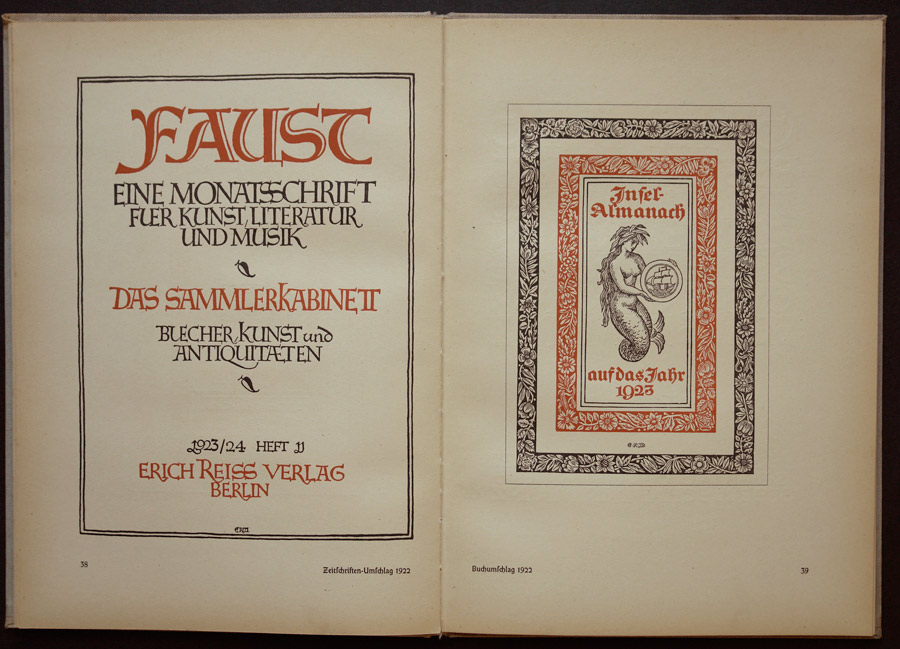 FAUST
EINE MONATSSCHRIFT
FUER KUNST, LITERATUR
UND MUSIK
DAS SAMMLERKABINETT
BUECHER, KUNST und
ANTIQUITÆTEN
1923/24 HEFT 11
ERICH REISS VERLAG
BERLIN
38
Zeitſchriften-Umſchlag 1922
Inſel-
Almanach
auf das Jahr
1923
Buchumſchlag 1922
39